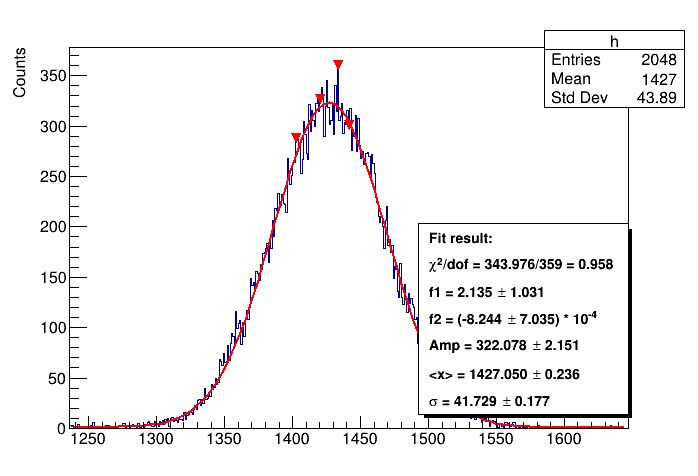 h
Entries 2048
Mean 1427
Std Dev 43.89
Counts
350
300
250
200
150
100
50
0
Fit result:
χ²/dof = 343.976/359 = 0.958
f1 = 2.135 ± 1.031
f2 = (-8.244 ± 7.035) * 10⁻⁴
Amp = 322.078 ± 2.151
<x> = 1427.050 ± 0.236
σ = 41.729 ± 0.177
1250 1300 1350 1400 1450 1500 1550 1600